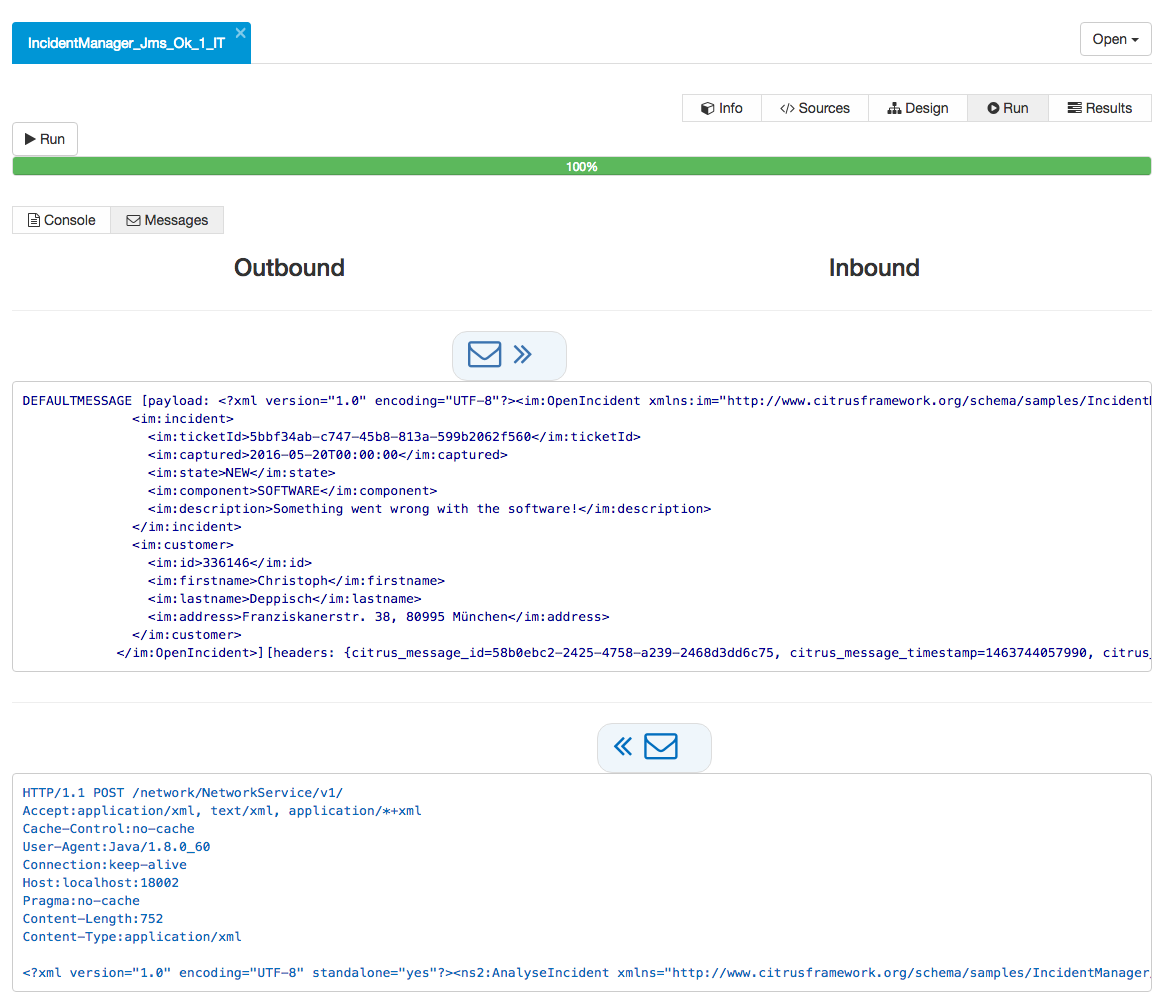 IncidentManager_Jms_Ok_1_IT
Open
Info Sources Design Run Results
Run
100%
Console Messages
Outbound Inbound
DEFAULTMESSAGE [payload: <?xml version="1.0" encoding="UTF-8"?><im:OpenIncident xmlns:im="http://www.citrusframework.org/schema/samples/Incident
<im:incident>
<im:ticketId>5bbf34ab-c747-45b8-813a-599b2062f560</im:ticketId>
<im:captured>2016-05-20T00:00:00</im:captured>
<im:state>NEW</im:state>
<im:component>SOFTWARE</im:component>
<im:description>Something went wrong with the software!</im:description>
</im:incident>
<im:customer>
<im:id>336146</im:id>
<im:firstname>Christoph</im:firstname>
<im:lastname>Deppisch</im:lastname>
<im:address>Franziskanerstr. 38, 80995 München</im:address>
</im:customer>
</im:OpenIncident>][headers: {citrus_message_id=58b0ebc2-2425-4758-a239-2468d3dd6c75, citrus_message_timestamp=1463744057990, citrus_
HTTP/1.1 POST /network/NetworkService/v1/
Accept:application/xml, text/xml, application/*+xml
Cache-Control:no-cache
User-Agent:Java/1.8.0_60
Connection:keep-alive
Host:localhost:18002
Pragma:no-cache
Content-Length:752
Content-Type:application/xml
<?xml version="1.0" encoding="UTF-8" standalone="yes"?><ns2:AnalyseIncident xmlns="http://www.citrusframework.org/schema/samples/IncidentManager